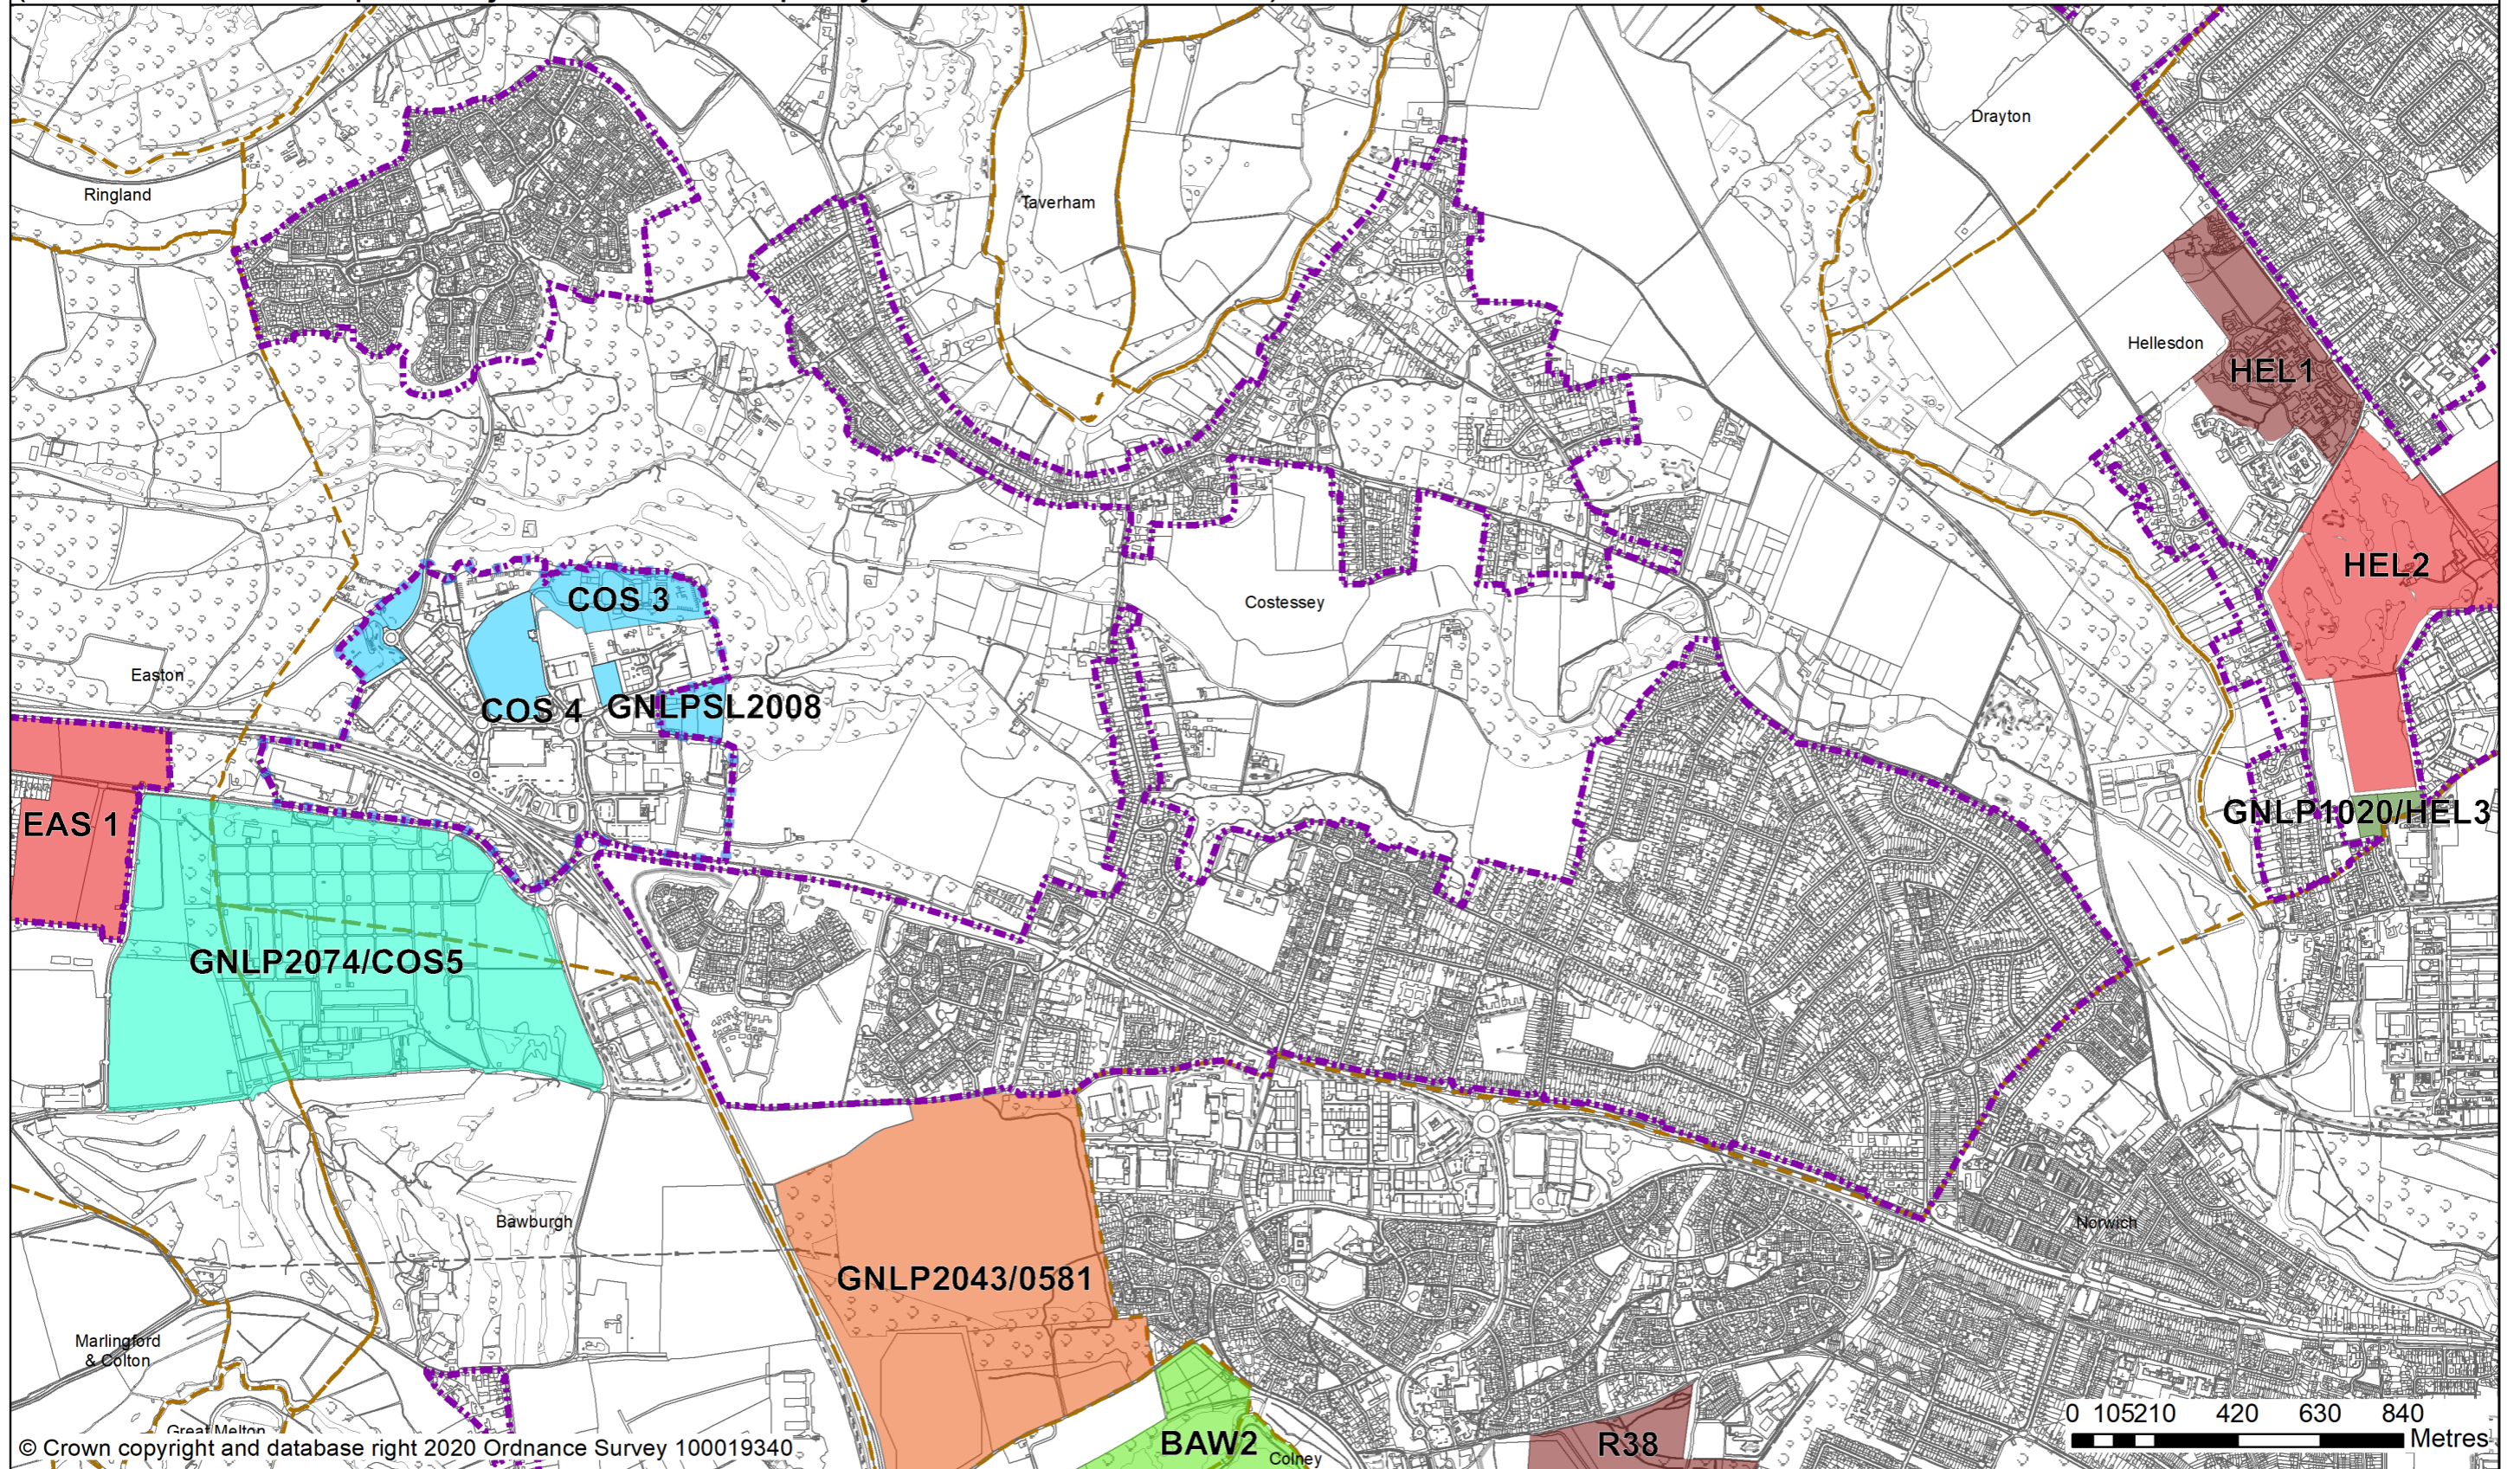 Drayton
Ringland
Taverham
Hellesdon
HEL1
HEL2
COS 3
Costessey
Easton
COS 4
GNLPSL2008
EAS 1
GNLP1020/HEL3
GNLP2074/COS5
Bawburgh
Norwich
GNLP2043/0581
Marlingford
& Colton
Great Melton
© Crown copyright and database right 2020 Ordnance Survey 100019340
BAW2
Colney
R38
0 105210 420 630 840
Metres